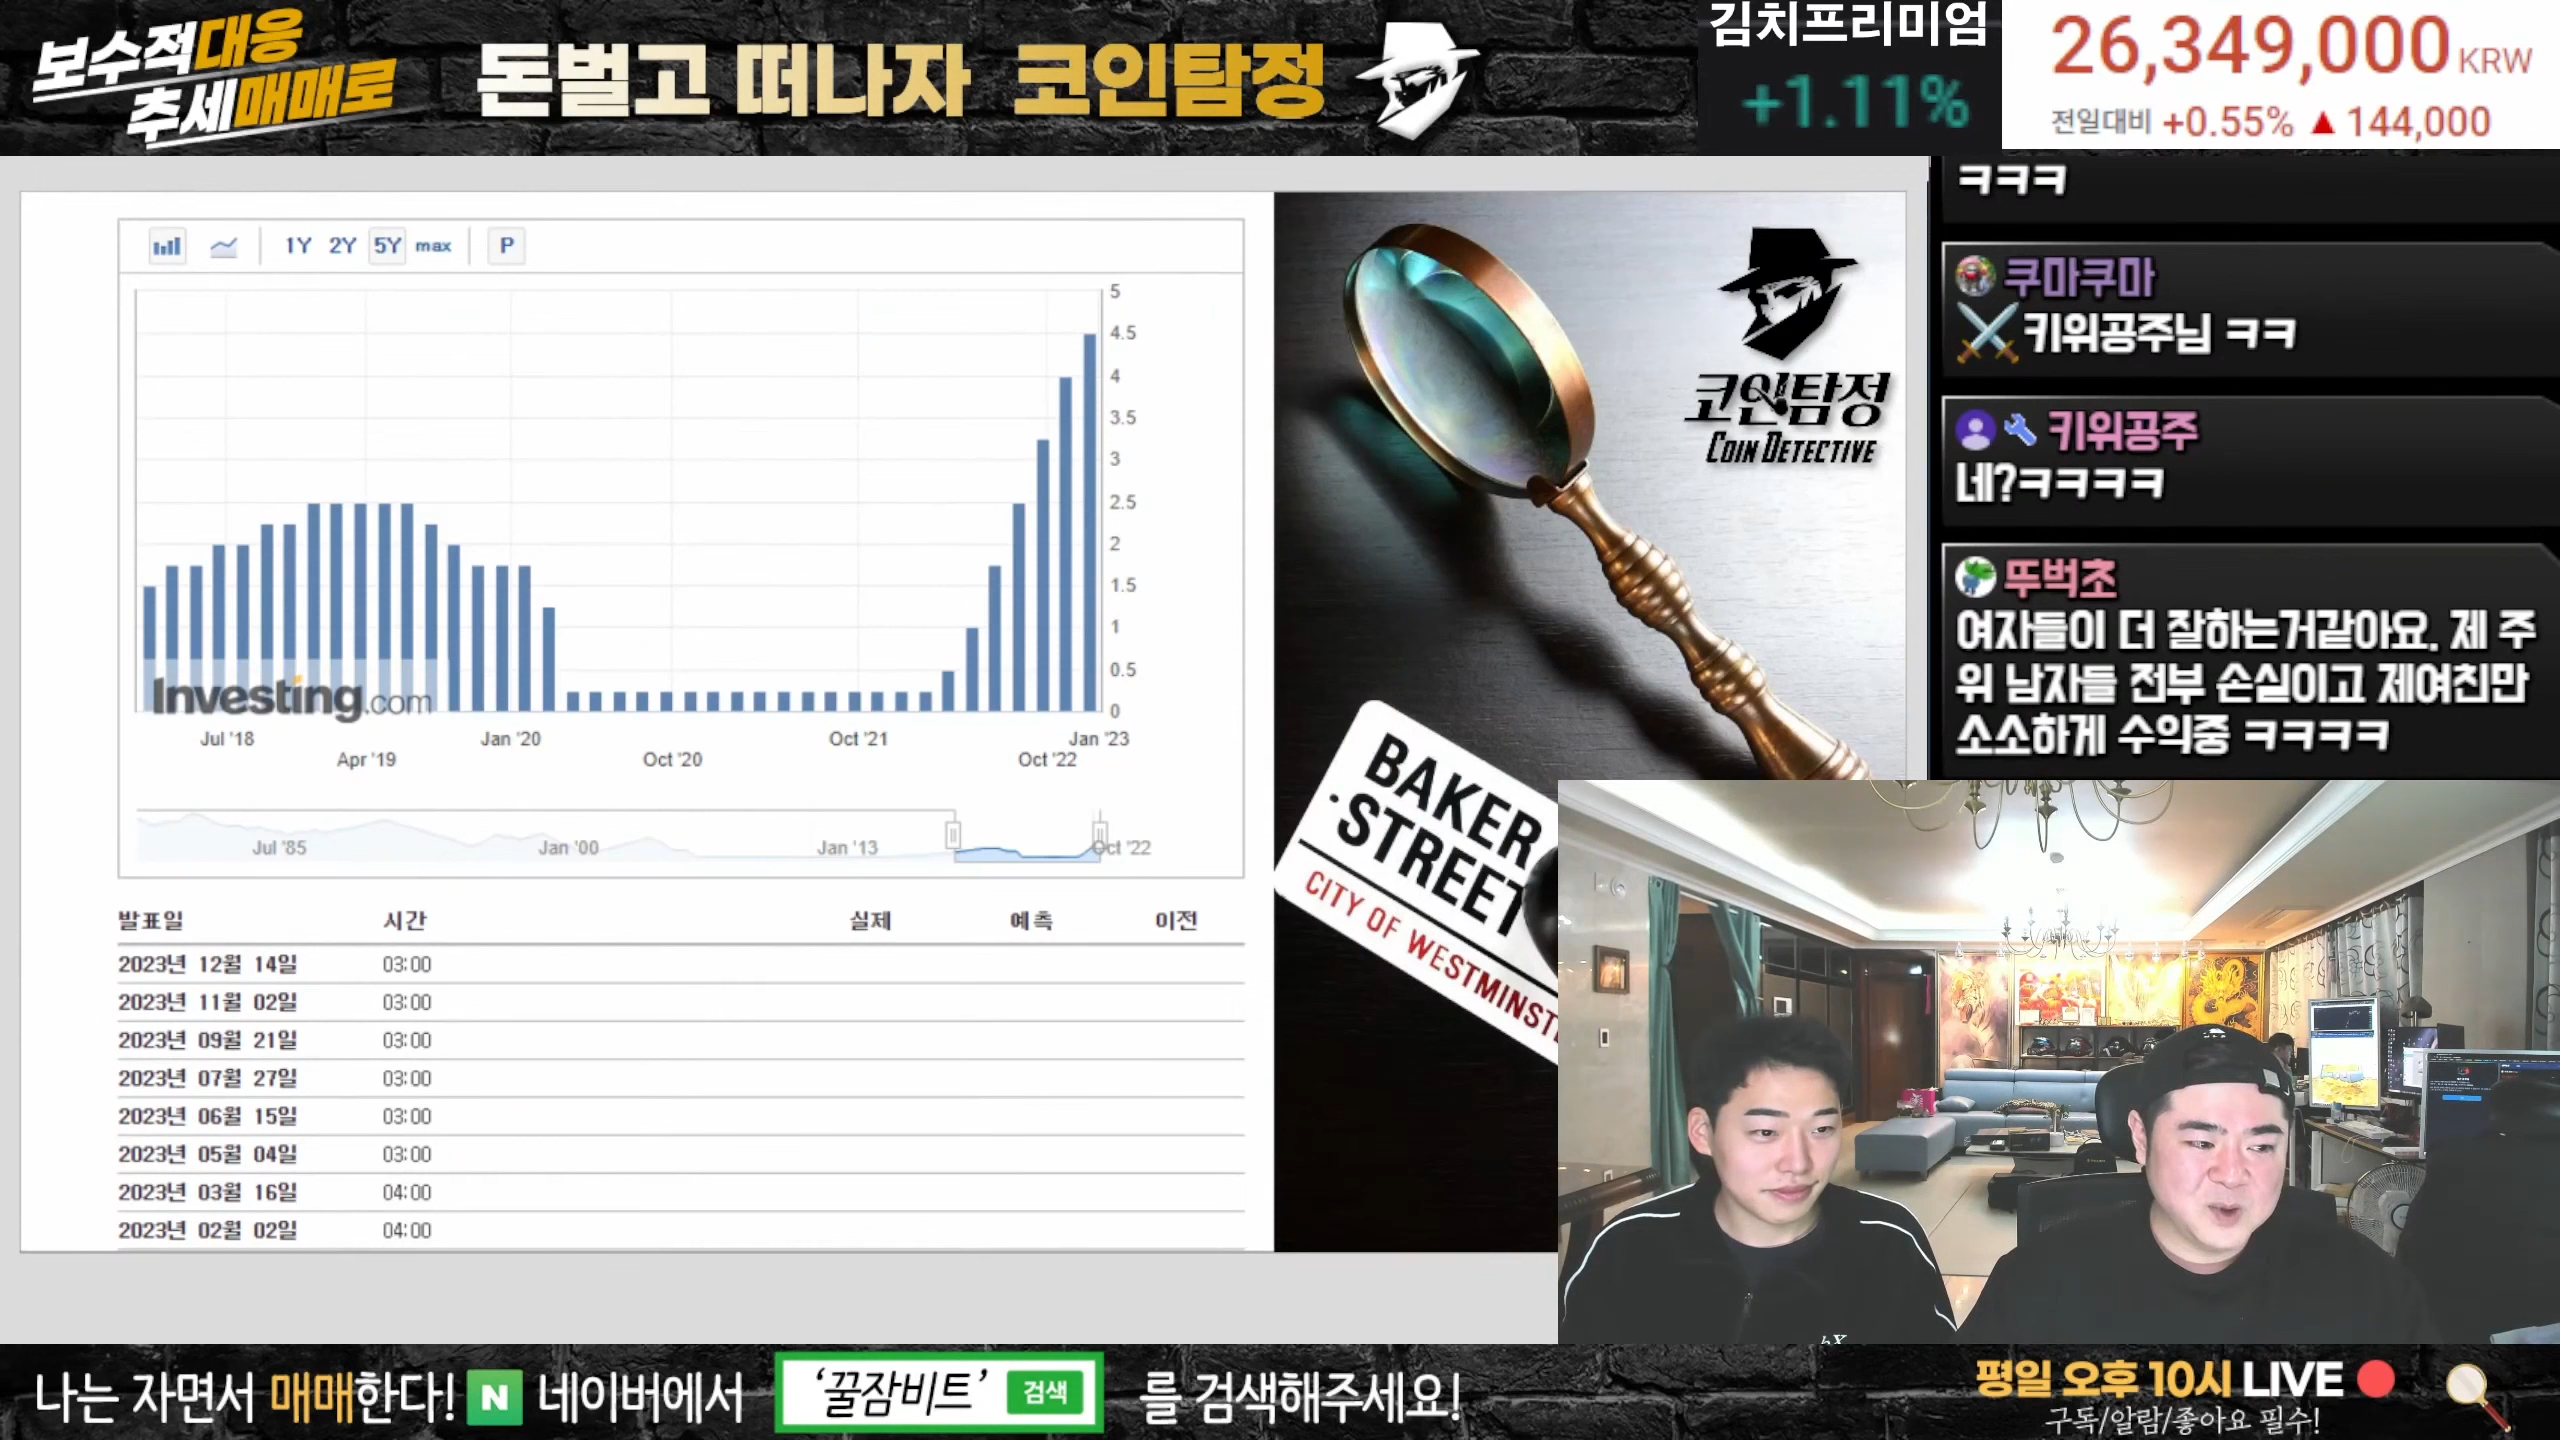 보수적대응
추세매매로
돈벌고 떠나자 코인탐정
김치프리미엄
+1.11%
26,349,000 KRW
전일대비 +0.55% ▲ 144,000
1Y 2Y 5Y max P
5
4.5
4
3.5
3
2.5
2
1.5
1
0.5
0
Investing.com
Jul '18
Apr '19
Jan '20
Oct '20
Oct '21
Oct '22
Jan '23
Jul '85
Jan '00
Jan '13
Oct '22
발표일 시간 실제 예측 이전
2023년 12월 14일 03:00
2023년 11월 02일 03:00
2023년 09월 21일 03:00
2023년 07월 27일 03:00
2023년 06월 15일 03:00
2023년 05월 04일 03:00
2023년 03월 16일 04:00
2023년 02월 02일 04:00
코인탐정
COIN DETECTIVE
BAKER
STREET
CITY OF WESTMINST
ㅋㅋㅋ
쿠마쿠마
키위공주님 ㅋㅋ
키위공주
네?ㅋㅋㅋㅋ
뚜벅초
여자들이 더 잘하는거같아요. 제 주
위 남자들 전부 손실이고 제여친만
소소하게 수익중 ㅋㅋㅋㅋ
나는 자면서 매매한다! N 네이버에서 '꿀잠비트' 검색 를 검색해주세요!
평일 오후 10시 LIVE
구독/알람/좋아요 필수!